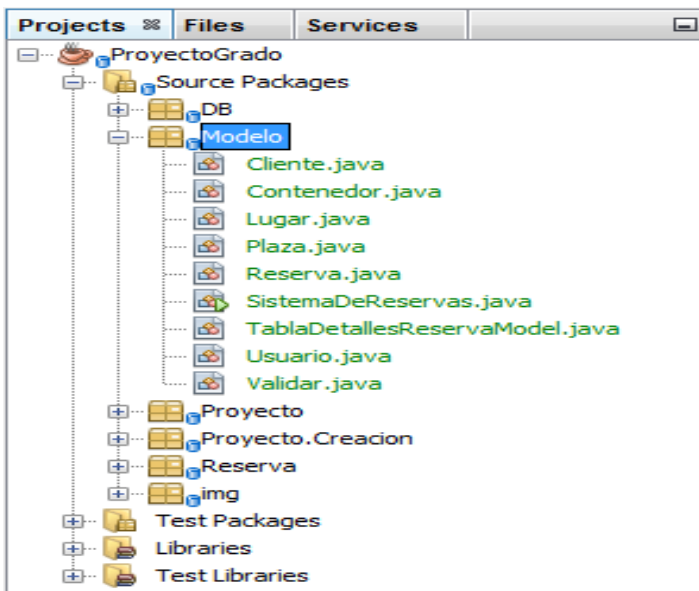 Projects Files Services
ProyectoGrado
Source Packages
DB
Modelo
Cliente.java
Contenedor.java
Lugar.java
Plaza.java
Reserva.java
SistemaDeReservas.java
TablaDetallesReservaModel.java
Usuario.java
Validar.java
Proyecto
Proyecto.Creacion
Reserva
img
Test Packages
Libraries
Test Libraries